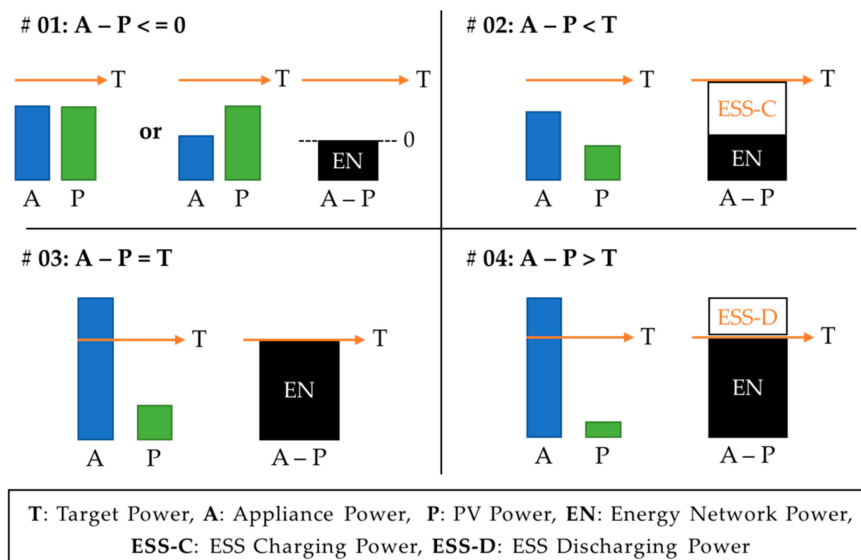 # 01: A – P < = 0
T
T
T
or
0
EN
A
P
A
P
A – P
# 02: A – P < T
T
T
ESS-C
EN
A
P
A – P
# 03: A – P = T
T
T
EN
A
P
A – P
# 04: A – P > T
ESS-D
T
T
EN
A
P
A – P
T: Target Power, A: Appliance Power, P: PV Power, EN: Energy Network Power,
ESS-C: ESS Charging Power, ESS-D: ESS Discharging Power